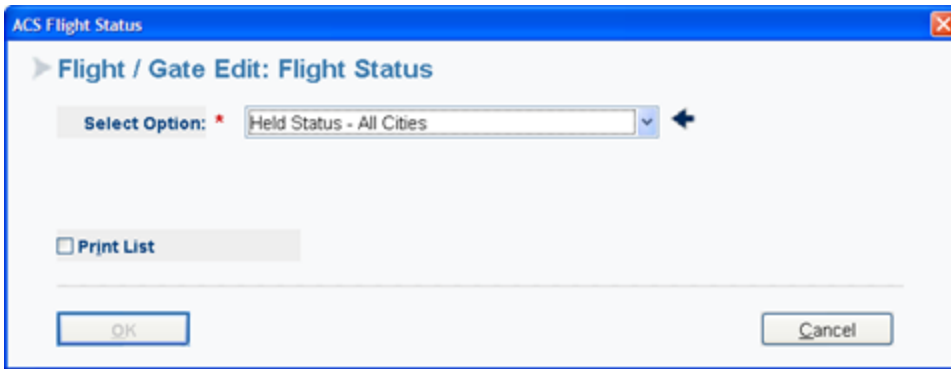 ACS Flight Status
Flight / Gate Edit: Flight Status
Select Option: * Held Status - All Cities
Print List
OK
Cancel